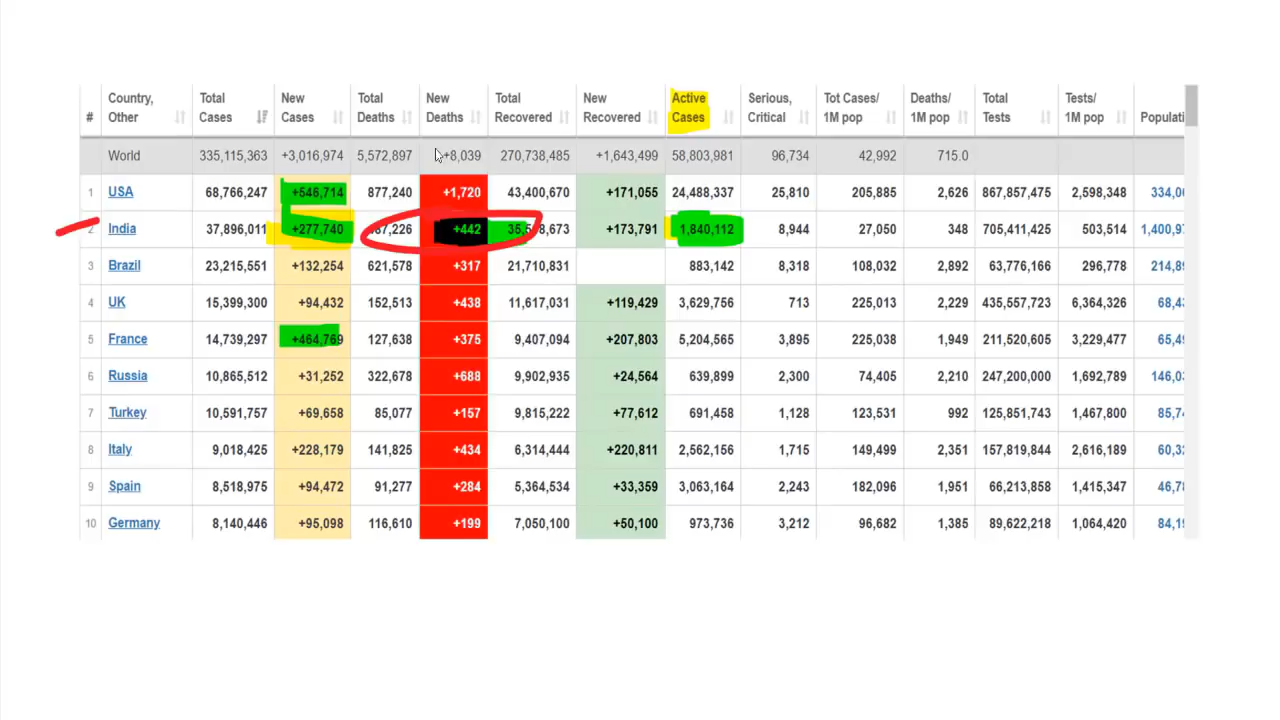 # Country, Other Total Cases New Cases Total Deaths New Deaths Total Recovered New Recovered Active Cases Serious, Critical Tot Cases/ 1M pop Deaths/ 1M pop Total Tests Tests/ 1M pop Populati
World 335,115,363 +3,016,974 5,572,897 +8,039 270,738,485 +1,643,499 58,803,981 96,734 42,992 715.0
1 USA 68,766,247 +546,714 877,240 +1,720 43,400,670 +171,055 24,488,337 25,810 205,885 2,626 867,857,475 2,598,348
2 India 37,896,011 +277,740 +442 +173,791 1,840,112 8,944 27,050 348 705,411,425 503,514
3 Brazil 23,215,551 +132,254 621,578 +317 21,710,831 883,142 8,318 108,032 2,892 63,776,166 296,778
4 UK 15,399,300 +94,432 152,513 +438 11,617,031 +119,429 3,629,756 713 225,013 2,229 435,557,723 6,364,326
5 France 14,739,297 +464,769 127,638 +375 9,407,094 +207,803 5,204,565 3,895 225,038 1,949 211,520,605 3,229,477
6 Russia 10,865,512 +31,252 322,678 +688 9,902,935 +24,564 639,899 2,300 74,405 2,210 247,200,000 1,692,789
7 Turkey 10,591,757 +69,658 85,077 +157 9,815,222 +77,612 691,458 1,128 123,531 992 125,851,743 1,467,800
8 Italy 9,018,425 +228,179 141,825 +434 6,314,444 +220,811 2,562,156 1,715 149,499 2,351 157,819,844 2,616,189
9 Spain 8,518,975 +94,472 91,277 +284 5,364,534 +33,359 3,063,164 2,243 182,096 1,951 66,213,858 1,415,347
10 Germany 8,140,446 +95,098 116,610 +199 7,050,100 +50,100 973,736 3,212 96,682 1,385 89,622,218 1,064,420